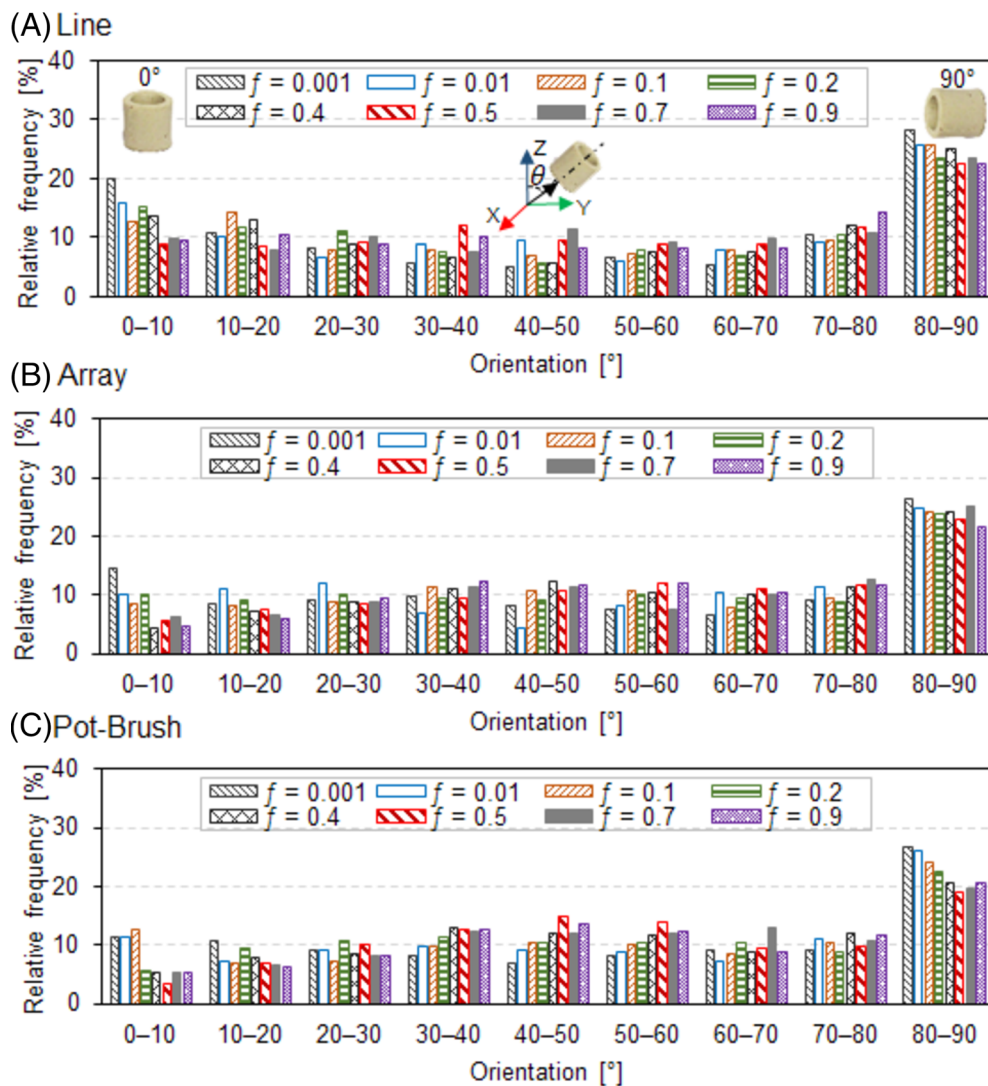 (A) Line
Relative frequency [%]
40
30
20
10
0
0°
90°
ƒ = 0.001 ƒ = 0.01 ƒ = 0.1 ƒ = 0.2
ƒ = 0.4 ƒ = 0.5 ƒ = 0.7 ƒ = 0.9
Z
θ
X
Y
0–10 10–20 20–30 30–40 40–50 50–60 60–70 70–80 80–90
Orientation [°]
(B) Array
Relative frequency [%]
40
30
20
10
0
ƒ = 0.001 ƒ = 0.01 ƒ = 0.1 ƒ = 0.2
ƒ = 0.4 ƒ = 0.5 ƒ = 0.7 ƒ = 0.9
0–10 10–20 20–30 30–40 40–50 50–60 60–70 70–80 80–90
Orientation [°]
(C) Pot-Brush
Relative frequency [%]
40
30
20
10
0
ƒ = 0.001 ƒ = 0.01 ƒ = 0.1 ƒ = 0.2
ƒ = 0.4 ƒ = 0.5 ƒ = 0.7 ƒ = 0.9
0–10 10–20 20–30 30–40 40–50 50–60 60–70 70–80 80–90
Orientation [°]